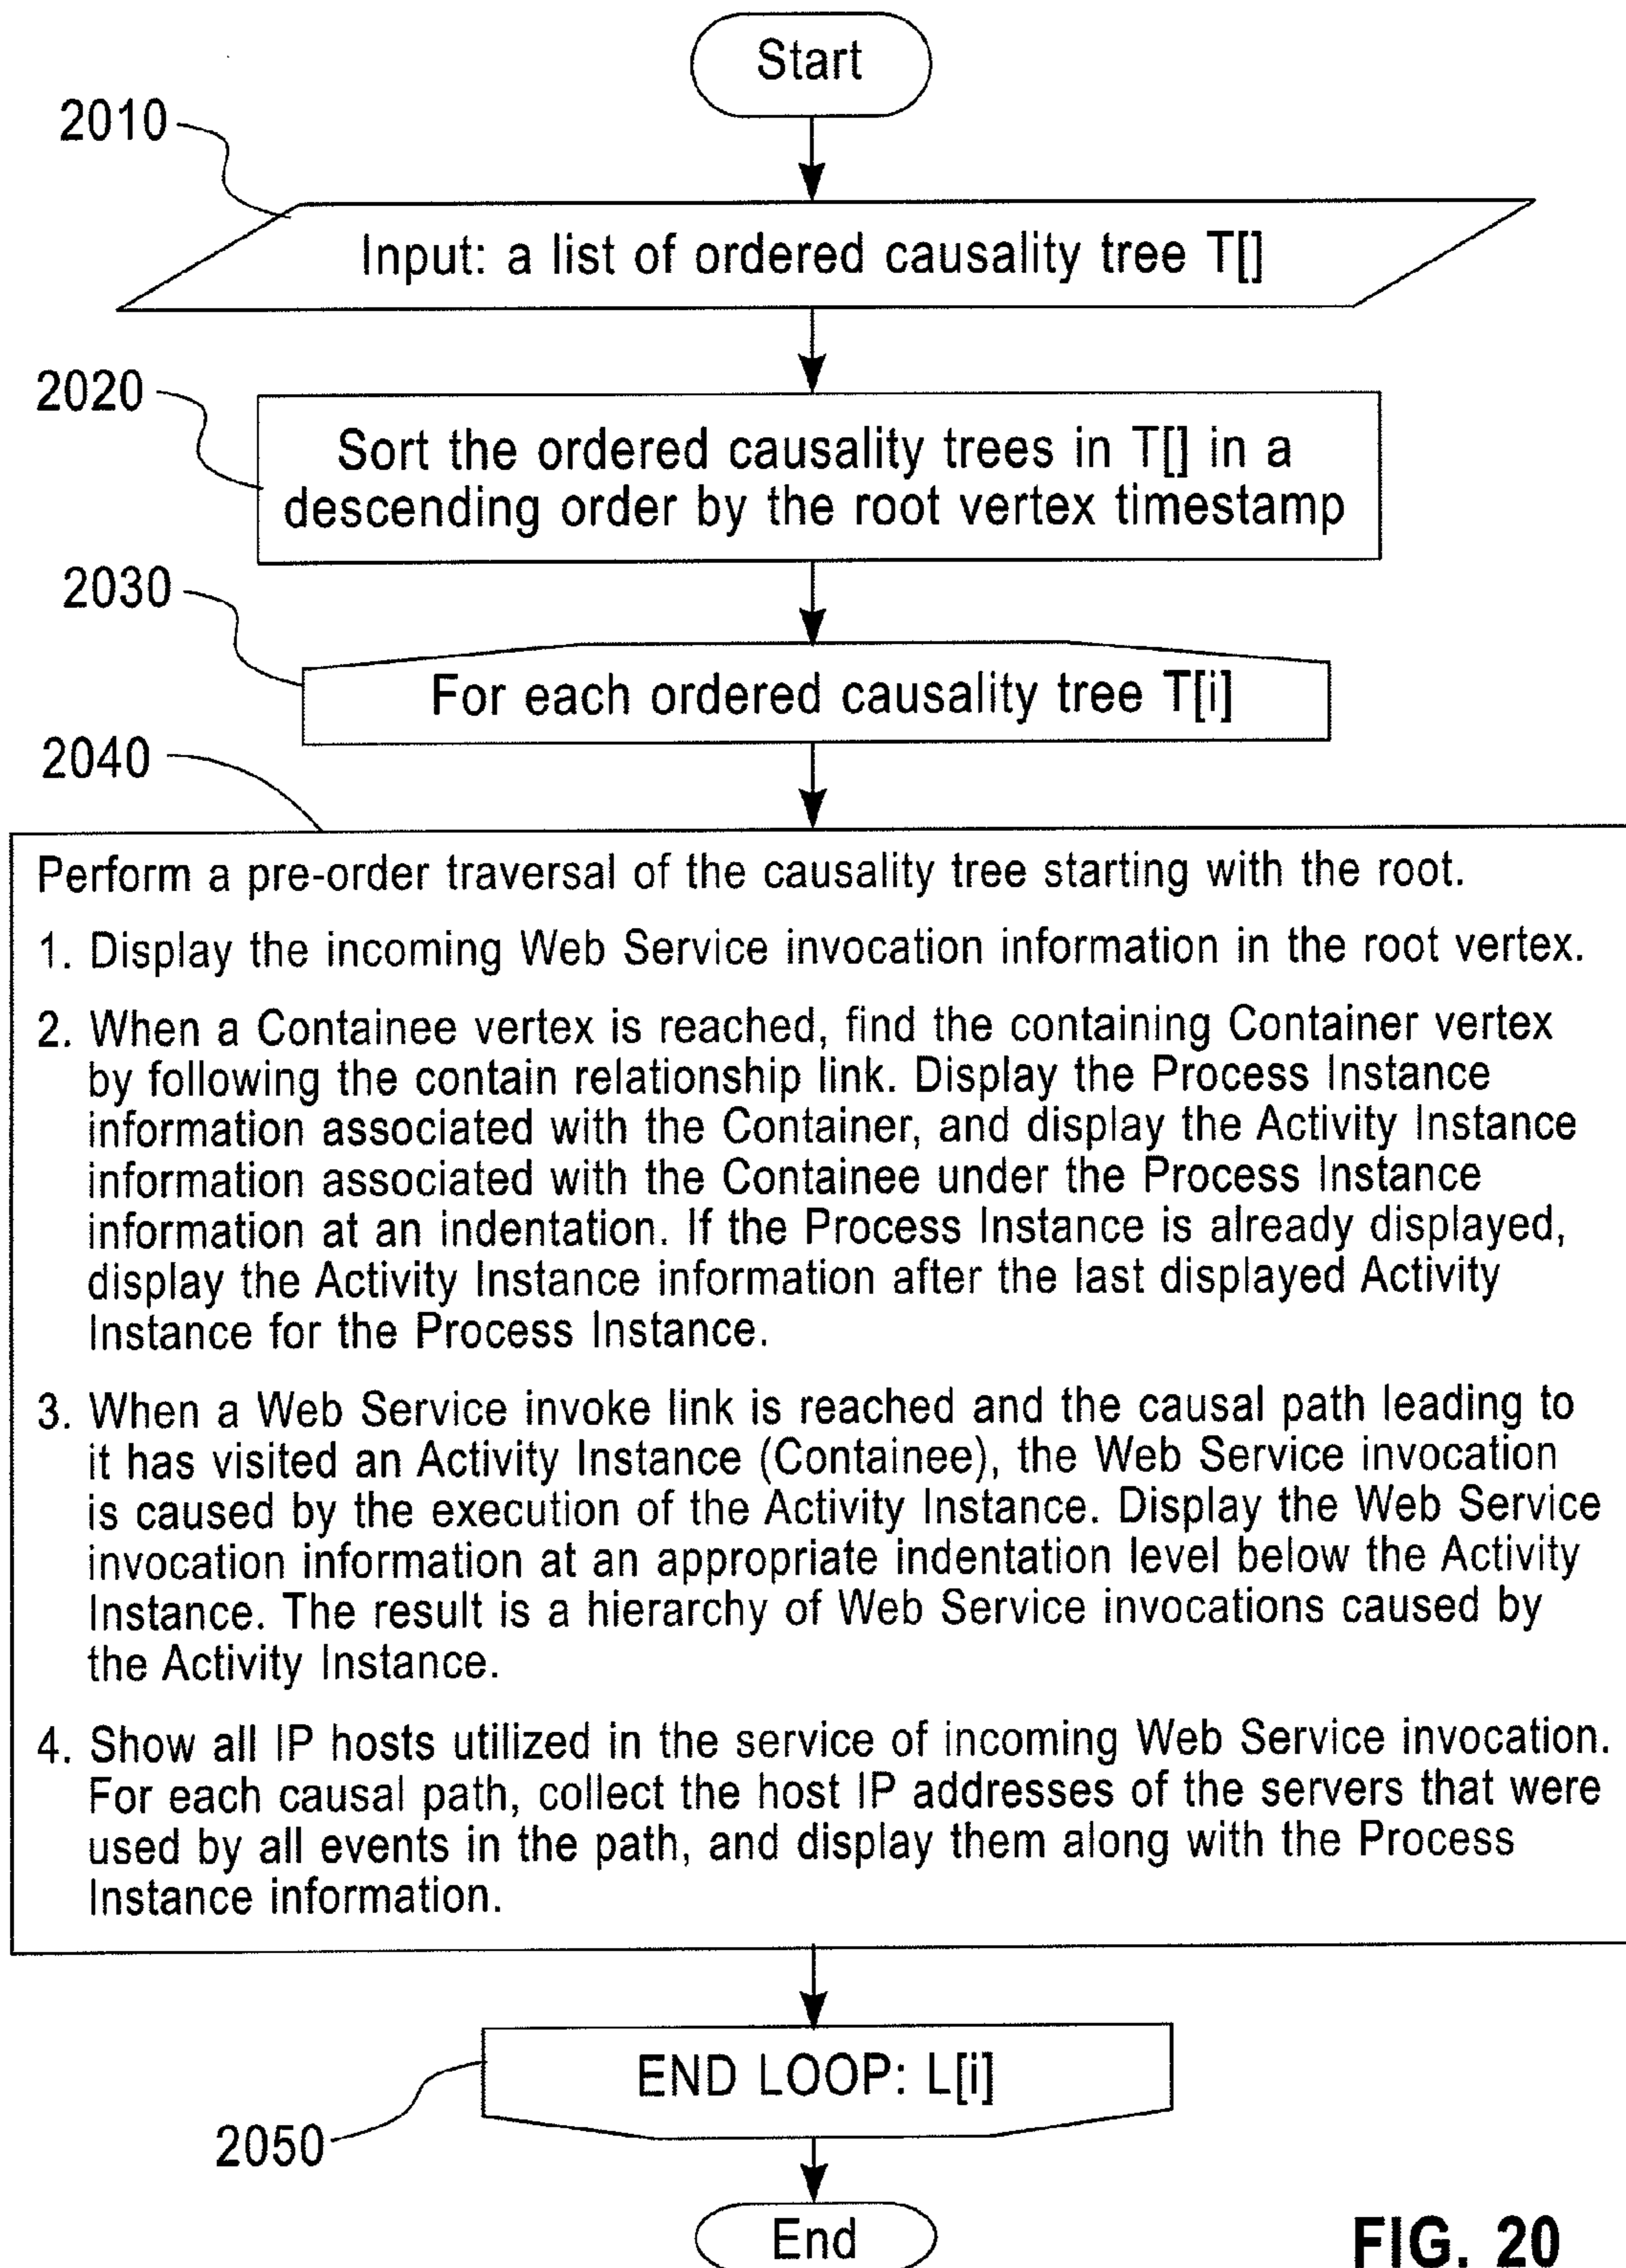 Start
2010
Input: a list of ordered causality tree T[]
2020
Sort the ordered causality trees in T[] in a
descending order by the root vertex timestamp
2030
For each ordered causality tree T[i]
2040
Perform a pre-order traversal of the causality tree starting with the root.
1. Display the incoming Web Service invocation information in the root vertex.
2. When a Containee vertex is reached, find the containing Container vertex
by following the contain relationship link. Display the Process Instance
information associated with the Container, and display the Activity Instance
information associated with the Containee under the Process Instance
information at an indentation. If the Process Instance is already displayed,
display the Activity Instance information after the last displayed Activity
Instance for the Process Instance.
3. When a Web Service invoke link is reached and the causal path leading to
it has visited an Activity Instance (Containee), the Web Service invocation
is caused by the execution of the Activity Instance. Display the Web Service
invocation information at an appropriate indentation level below the Activity
Instance. The result is a hierarchy of Web Service invocations caused by
the Activity Instance.
4. Show all IP hosts utilized in the service of incoming Web Service invocation.
For each causal path, collect the host IP addresses of the servers that were
used by all events in the path, and display them along with the Process
Instance information.
END LOOP: L[i]
2050
End
FIG. 20